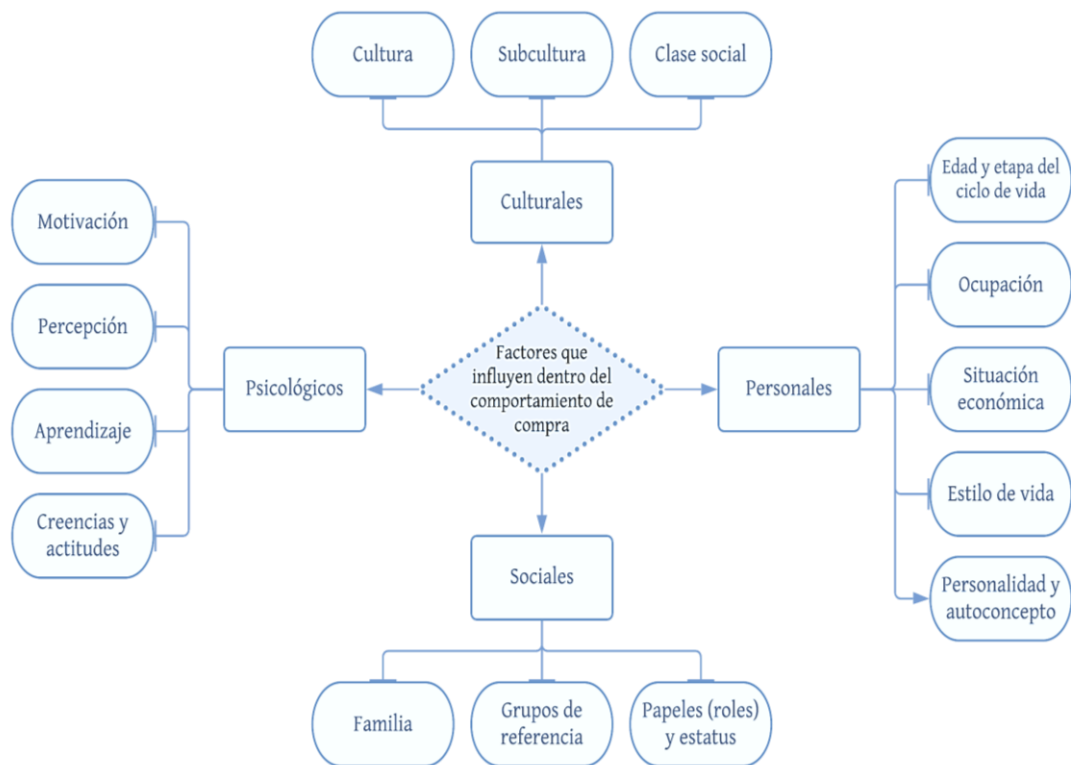 Cultura
Subcultura
Clase social
Culturales
Motivación
Percepción
Aprendizaje
Creencias y
actitudes
Psicológicos
Factores que
influyen dentro del
comportamiento de
compra
Personales
Edad y etapa del
ciclo de vida
Ocupación
Situación
económica
Estilo de vida
Personalidad y
autoconcepto
Sociales
Familia
Grupos de
referencia
Papeles (roles)
y estatus